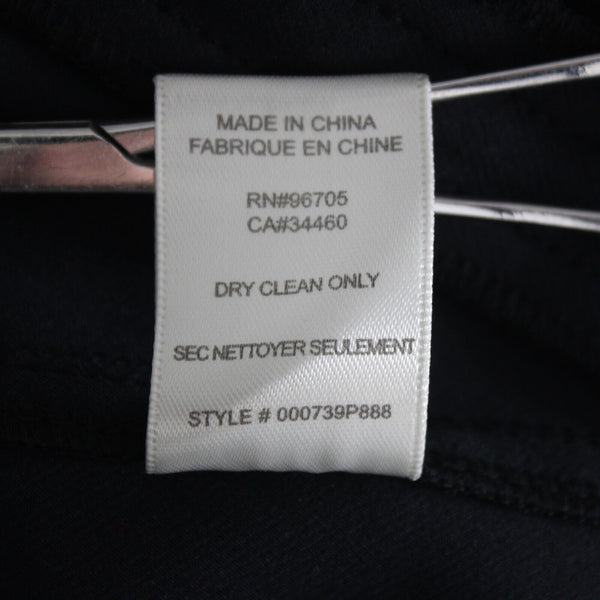 MADE IN CHINA
FABRIQUE EN CHINE
RN#96705
CA#34460
DRY CLEAN ONLY
SEC NETTOYER SEULEMENT
STYLE # 000739P888